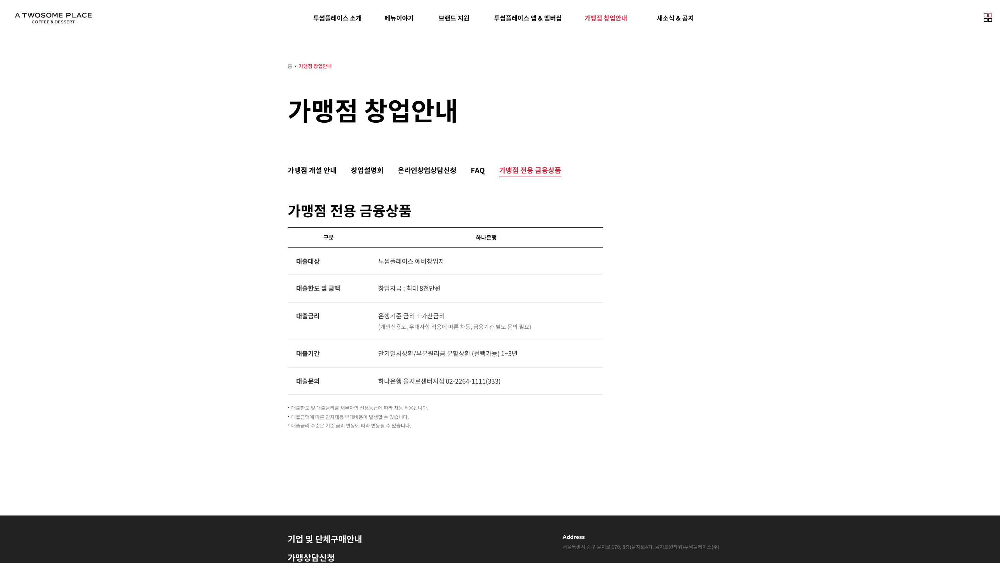 A TWOSOME PLACE
COFFEE & DESSERT
투썸플레이스 소개
메뉴이야기
브랜드 지원
투썸플레이스 앱 & 멤버십
가맹점 창업안내
새소식 & 공지
홈 - 가맹점 창업안내
가맹점 창업안내
가맹점 개설 안내
창업설명회
온라인창업상담신청
FAQ
가맹점 전용 금융상품
가맹점 전용 금융상품
구분 하나은행
대출대상 투썸플레이스 예비창업자
대출한도 및 금액 창업자금 : 최대 8천만원
대출금리 은행기준 금리 + 가산금리
(개인신용도, 우대사항 적용에 따른 차등, 금융기관 별도 문의 필요)
대출기간 만기일시상환/부분원리금 분할상환 (선택가능) 1~3년
대출문의 하나은행 을지로센터지점 02-2264-1111(333)
· 대출한도 및 대출금리를 채무자의 신용등급에 따라 차등 적용됩니다.
· 대출금액에 따른 인지대등 부대비용이 발생할 수 있습니다.
· 대출금리 수준은 기준 금리 변동에 따라 변동될 수 있습니다.
기업 및 단체구매안내
가맹상담신청
Address
서울특별시 중구 을지로 170, 8층(을지로4가, 을지트윈타워)투썸플레이스(주)